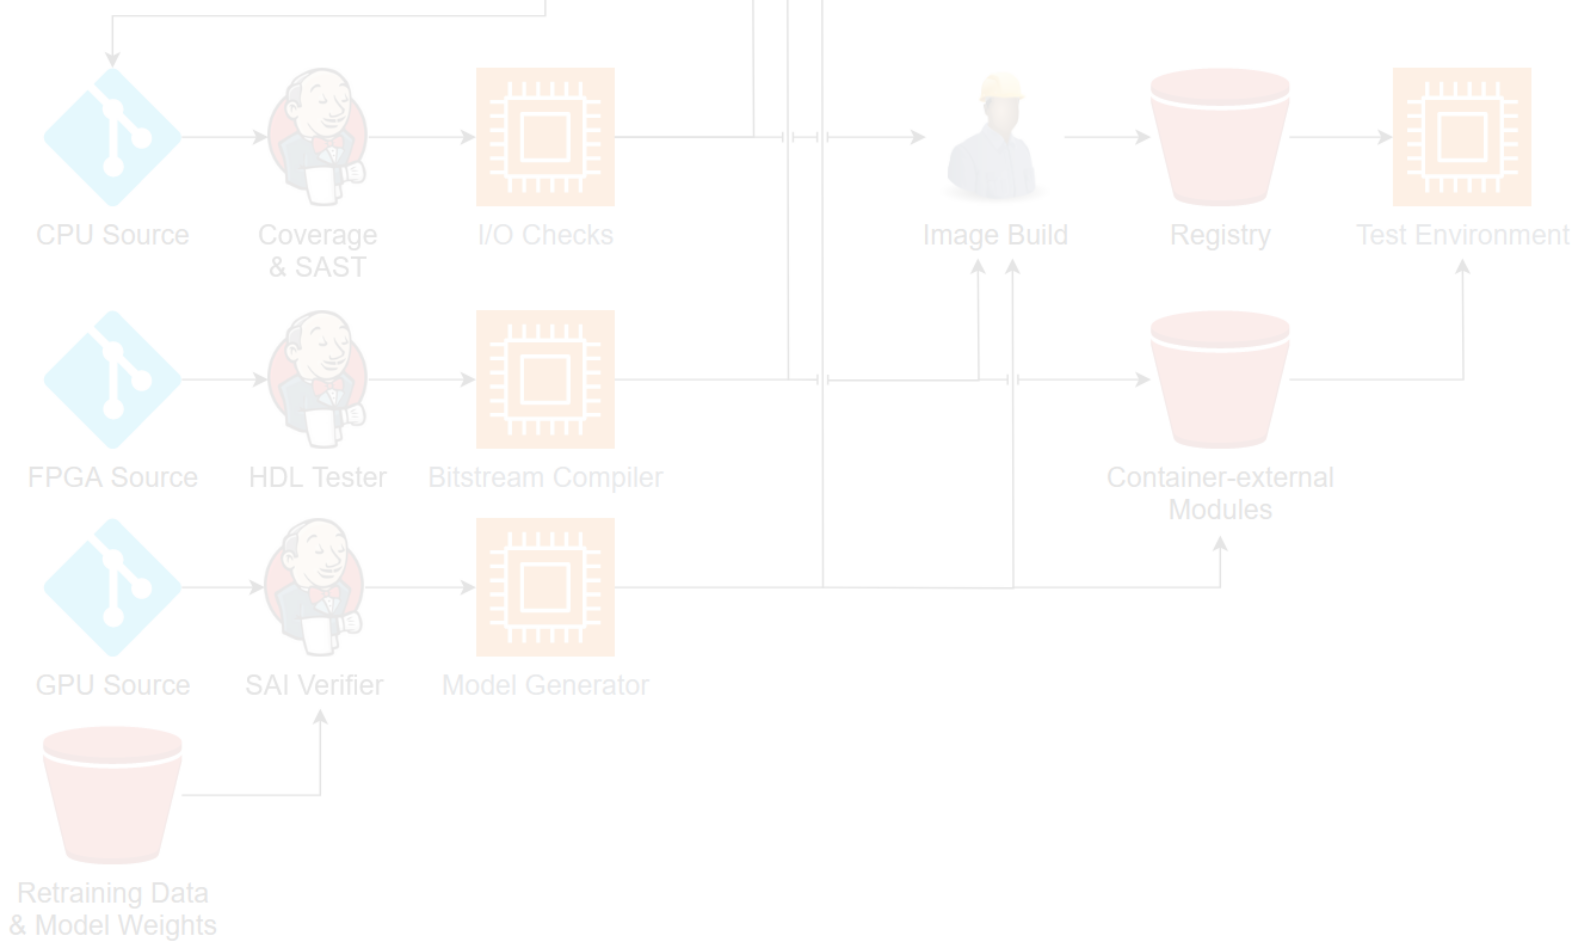 CPU Source
Coverage
& SAST
I/O Checks
Image Build
Registry
Test Environment
FPGA Source
HDL Tester
Bitstream Compiler
Container-external
Modules
GPU Source
SAI Verifier
Model Generator
Retraining Data
& Model Weights